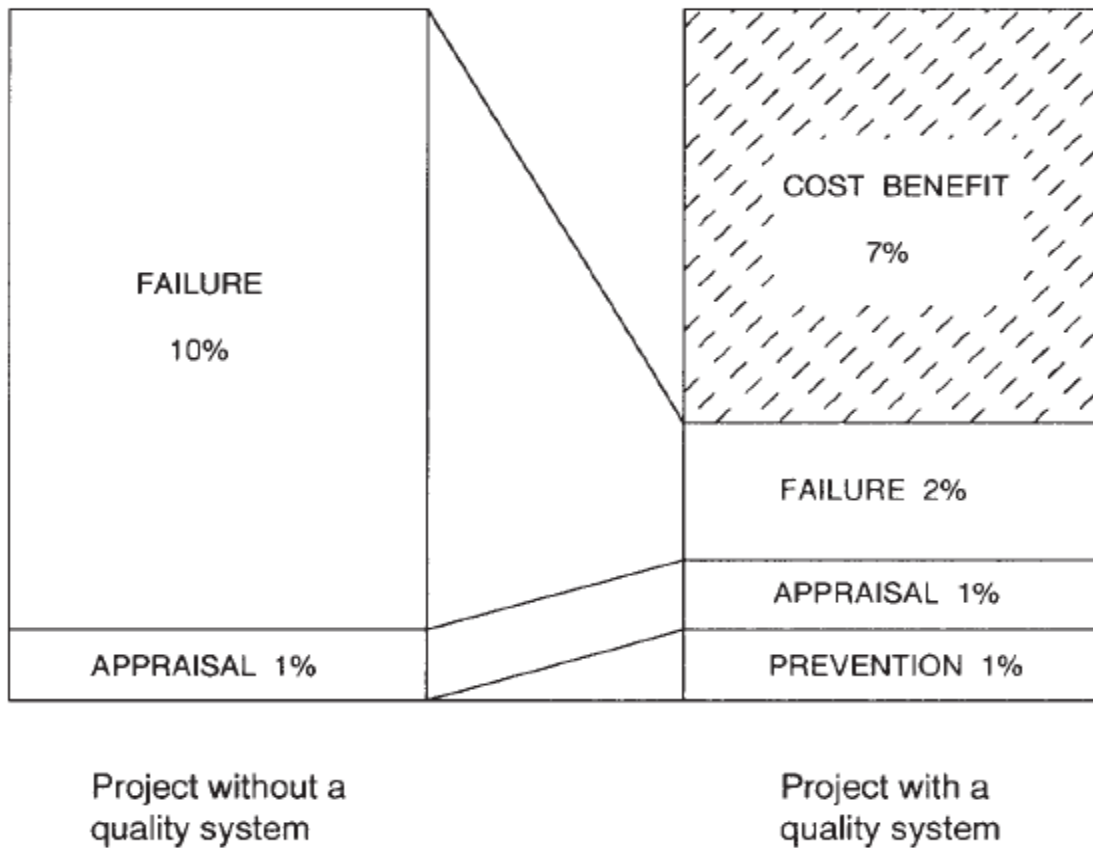 FAILURE
10%
APPRAISAL 1%
COST BENEFIT
7%
FAILURE 2%
APPRAISAL 1%
PREVENTION 1%
Project without a
quality system
Project with a
quality system